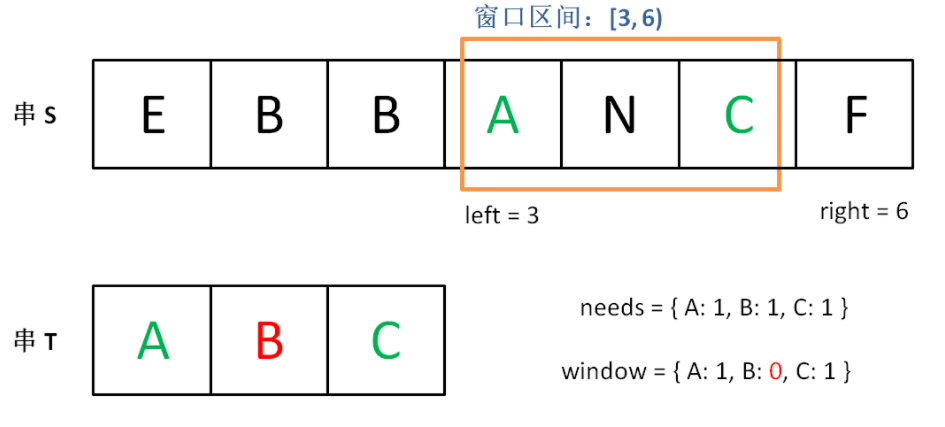 窗口区间：[3, 6)
串 S E B B A N C F
left = 3 right = 6
串 T A B C
needs = { A: 1, B: 1, C: 1 }
window = { A: 1, B: 0, C: 1 }